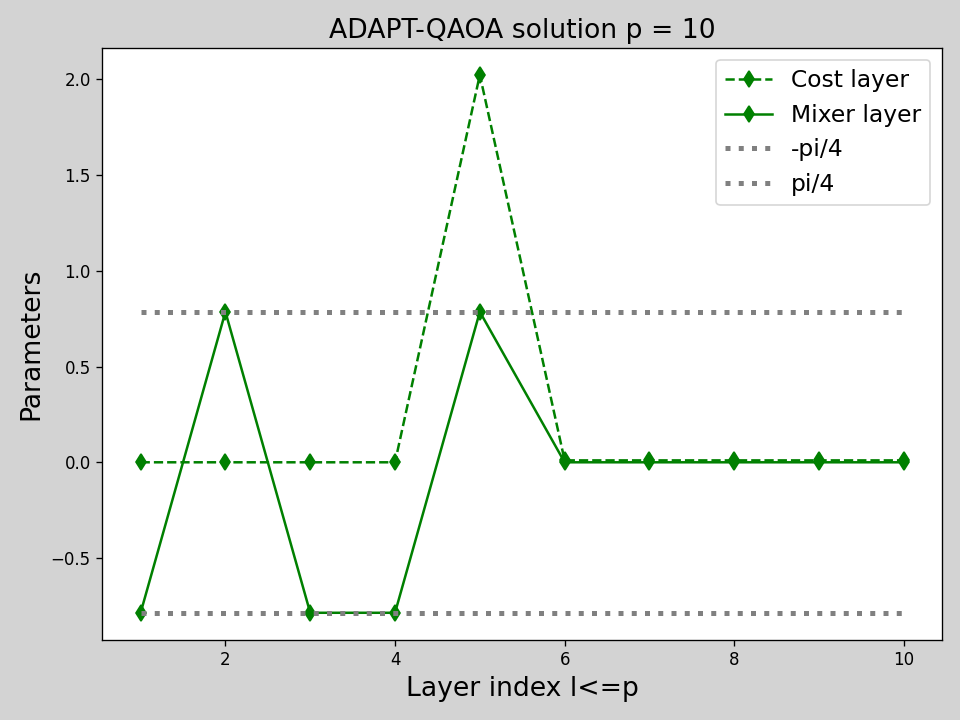 ADAPT-QAOA solution p = 10
Cost layer
Mixer layer
-pi/4
pi/4
Parameters
2.0
1.5
1.0
0.5
0.0
−0.5
2 4 6 8 10
Layer index l<=p